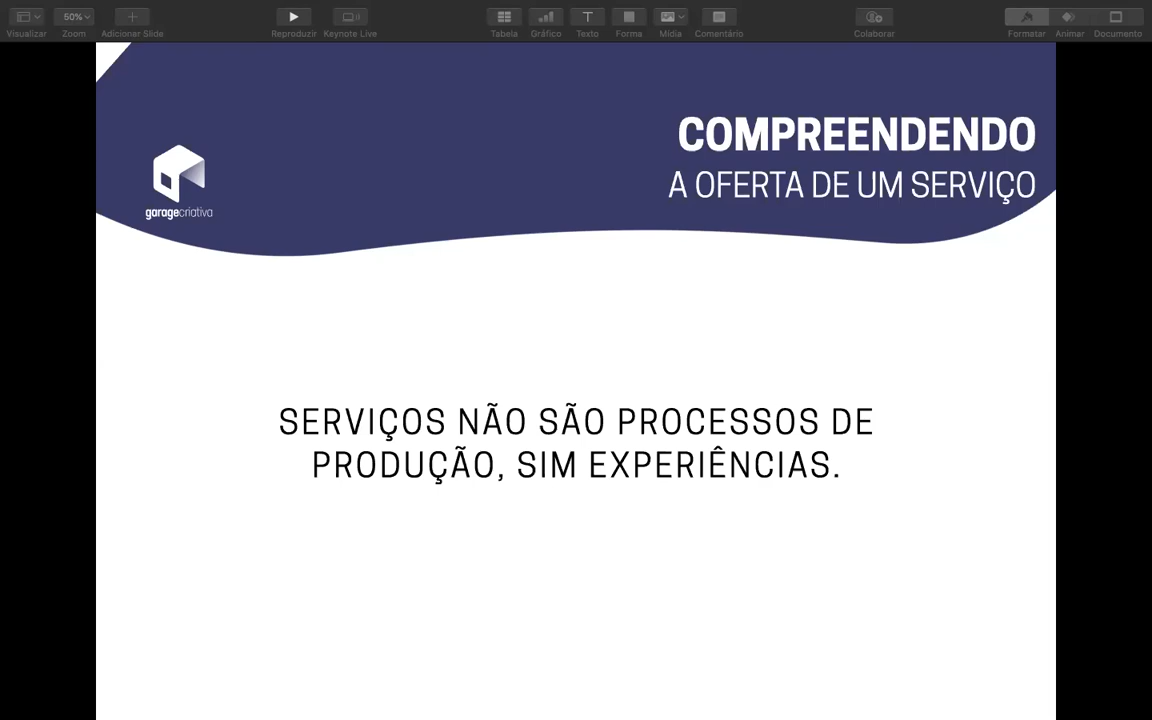 50%
Visualizar Zoom Adicionar Slide Reproduzir Keynote Live Tabela Gráfico Texto Forma Mídia Comentário Colaborar Formatar Animar Documento
COMPREENDENDO
A OFERTA DE UM SERVIÇO
garagecriativa
SERVIÇOS NÃO SÃO PROCESSOS DE
PRODUÇÃO, SIM EXPERIÊNCIAS.